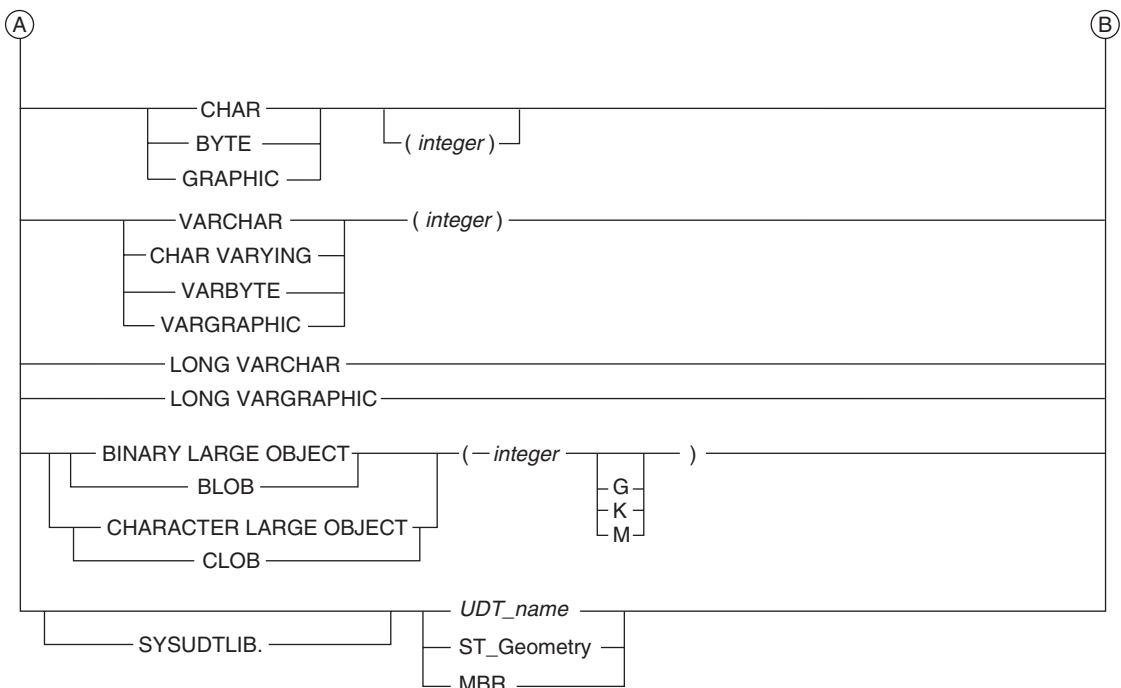 A B
CHAR
BYTE ( integer )
GRAPHIC
VARCHAR ( integer )
CHAR VARYING
VARBYTE
VARGRAPHIC
LONG VARCHAR
LONG VARGRAPHIC
BINARY LARGE OBJECT ( integer )
BLOB G
K
CHARACTER LARGE OBJECT M
CLOB
UDT_name
SYSUDTLIB. ST_Geometry
MBR